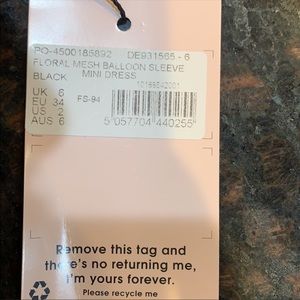 PO-4500185892 DE931565 - 6
FLORAL MESH BALLOON SLEEVE
MINI DRESS
BLACK
UK 6
EU 34
US 2
AUS 6
FS-94
5 057704 440255
Remove this tag and
there's no returning me,
I'm yours forever.
Please recycle me